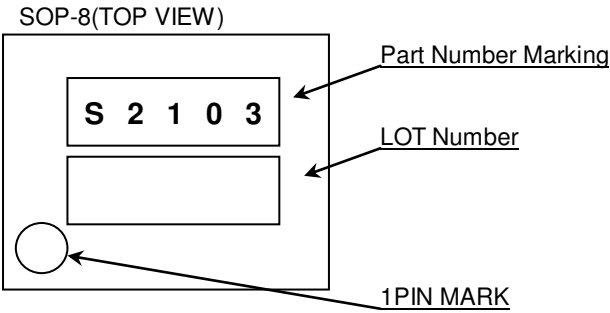 SOP-8(TOP VIEW)
Part Number Marking
S 2 1 0 3
LOT Number
1PIN MARK